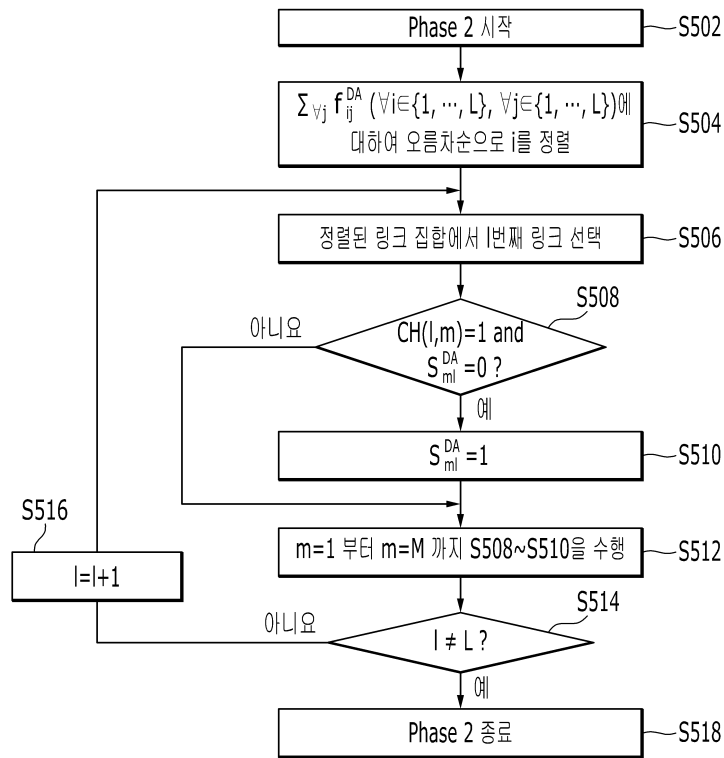 Phase 2 시작
S502
∑∀j f ij DA (∀i∈{1, ⋯, L}, ∀j∈{1, ⋯, L})에
대하여 오름차순으로 i를 정렬
S504
정렬된 링크 집합에서 l번째 링크 선택
S506
S508
아니요
CH(l,m)=1 and
S ml DA =0 ?
예
S ml DA =1
S510
S516
m=1 부터 m=M 까지 S508~S510을 수행
S512
l=l+1
S514
아니요
l ≠ L ?
예
Phase 2 종료
S518